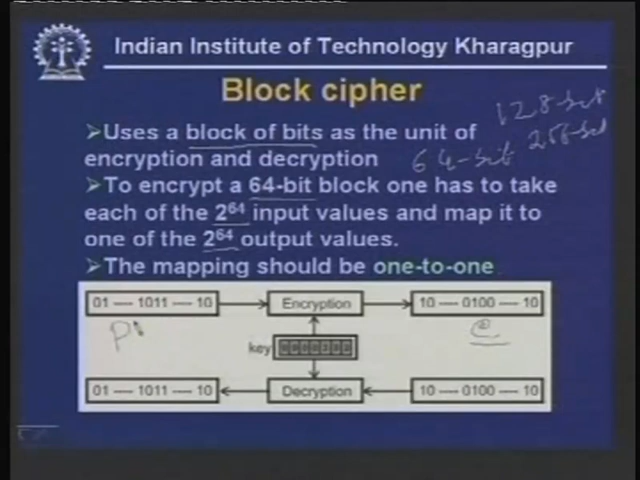 Indian Institute of Technology Kharagpur
Block cipher
128-bit
➢Uses a block of bits as the unit of
256-bit
encryption and decryption
64-bit
➢To encrypt a 64-bit block one has to take
each of the 2⁶⁴ input values and map it to
one of the 2⁶⁴ output values.
➢The mapping should be one-to-one
01 ---- 1011 ---- 10 Encryption 10 ---- 0100 ---- 10
P C
key
01 ---- 1011 ---- 10 Decryption 10 ---- 0100 ---- 10